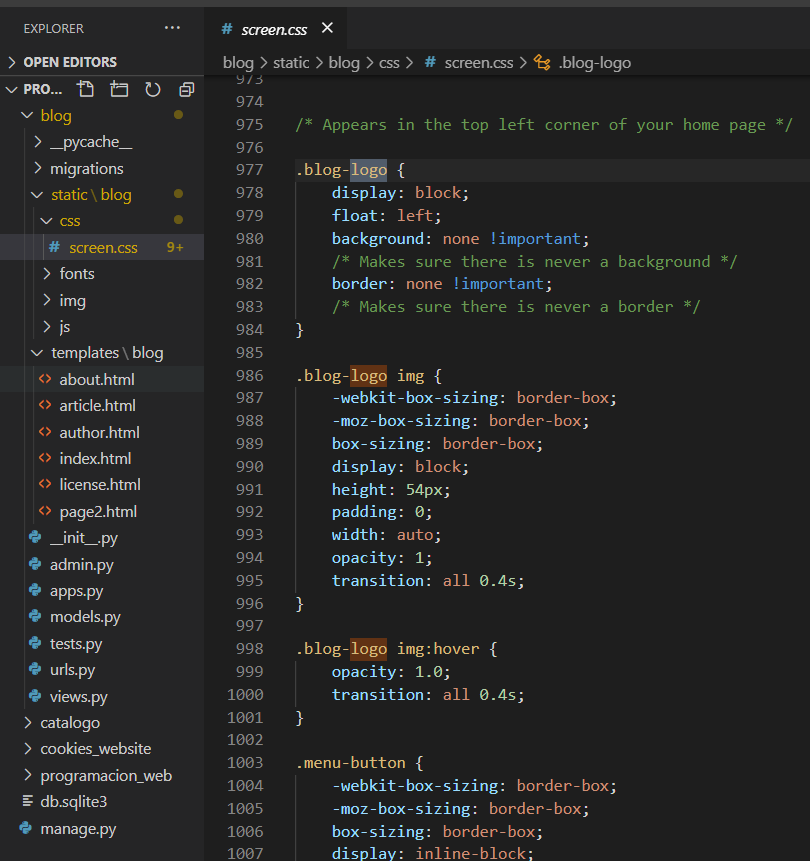 EXPLORER
OPEN EDITORS
PRO...
blog
__pycache__
migrations
static \ blog
css
# screen.css 9+
fonts
img
js
templates \ blog
<> about.html
<> article.html
<> author.html
<> index.html
<> license.html
<> page2.html
__init__.py
admin.py
apps.py
models.py
tests.py
urls.py
views.py
catalogo
cookies_website
programacion_web
db.sqlite3
manage.py
# screen.css
blog > static > blog > css > # screen.css > .blog-logo
973
974
975 /* Appears in the top left corner of your home page */
976
977 .blog-logo {
978     display: block;
979     float: left;
980     background: none !important;
981     /* Makes sure there is never a background */
982     border: none !important;
983     /* Makes sure there is never a border */
984 }
985
986 .blog-logo img {
987     -webkit-box-sizing: border-box;
988     -moz-box-sizing: border-box;
989     box-sizing: border-box;
990     display: block;
991     height: 54px;
992     padding: 0;
993     width: auto;
994     opacity: 1;
995     transition: all 0.4s;
996 }
997
998 .blog-logo img:hover {
999     opacity: 1.0;
1000     transition: all 0.4s;
1001 }
1002
1003 .menu-button {
1004     -webkit-box-sizing: border-box;
1005     -moz-box-sizing: border-box;
1006     box-sizing: border-box;
1007     display: inline-block;